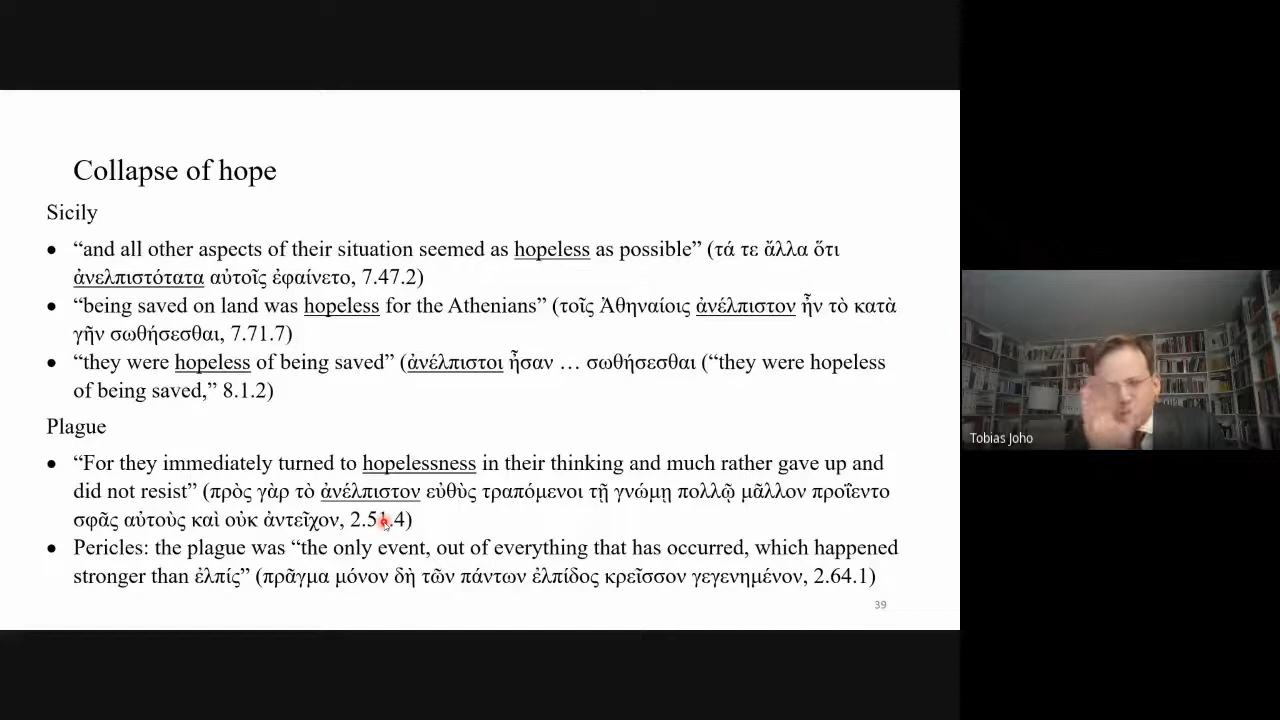 Collapse of hope
Sicily
• “and all other aspects of their situation seemed as hopeless as possible” (τά τε ἄλλα ὅτι
ἀνελπιστότατα αὐτοῖς ἐφαίνετο, 7.47.2)
• “being saved on land was hopeless for the Athenians” (τοῖς Ἀθηναίοις ἀνέλπιστον ἦν τὸ κατὰ
γῆν σωθήσεσθαι, 7.71.7)
• “they were hopeless of being saved” (ἀνέλπιστοι ἦσαν … σωθήσεσθαι (“they were hopeless
of being saved,” 8.1.2)
Plague
• “For they immediately turned to hopelessness in their thinking and much rather gave up and
did not resist” (πρὸς γὰρ τὸ ἀνέλπιστον εὐθὺς τραπόμενοι τῇ γνώμῃ πολλῷ μᾶλλον προΐεντο
σφᾶς αὐτοὺς καὶ οὐκ ἀντεῖχον, 2.51.4)
• Pericles: the plague was “the only event, out of everything that has occurred, which happened
stronger than ἐλπίς” (πρᾶγμα μόνον δὴ τῶν πάντων ἐλπίδος κρεῖσσον γεγενημένον, 2.64.1)
39
Tobias Joho